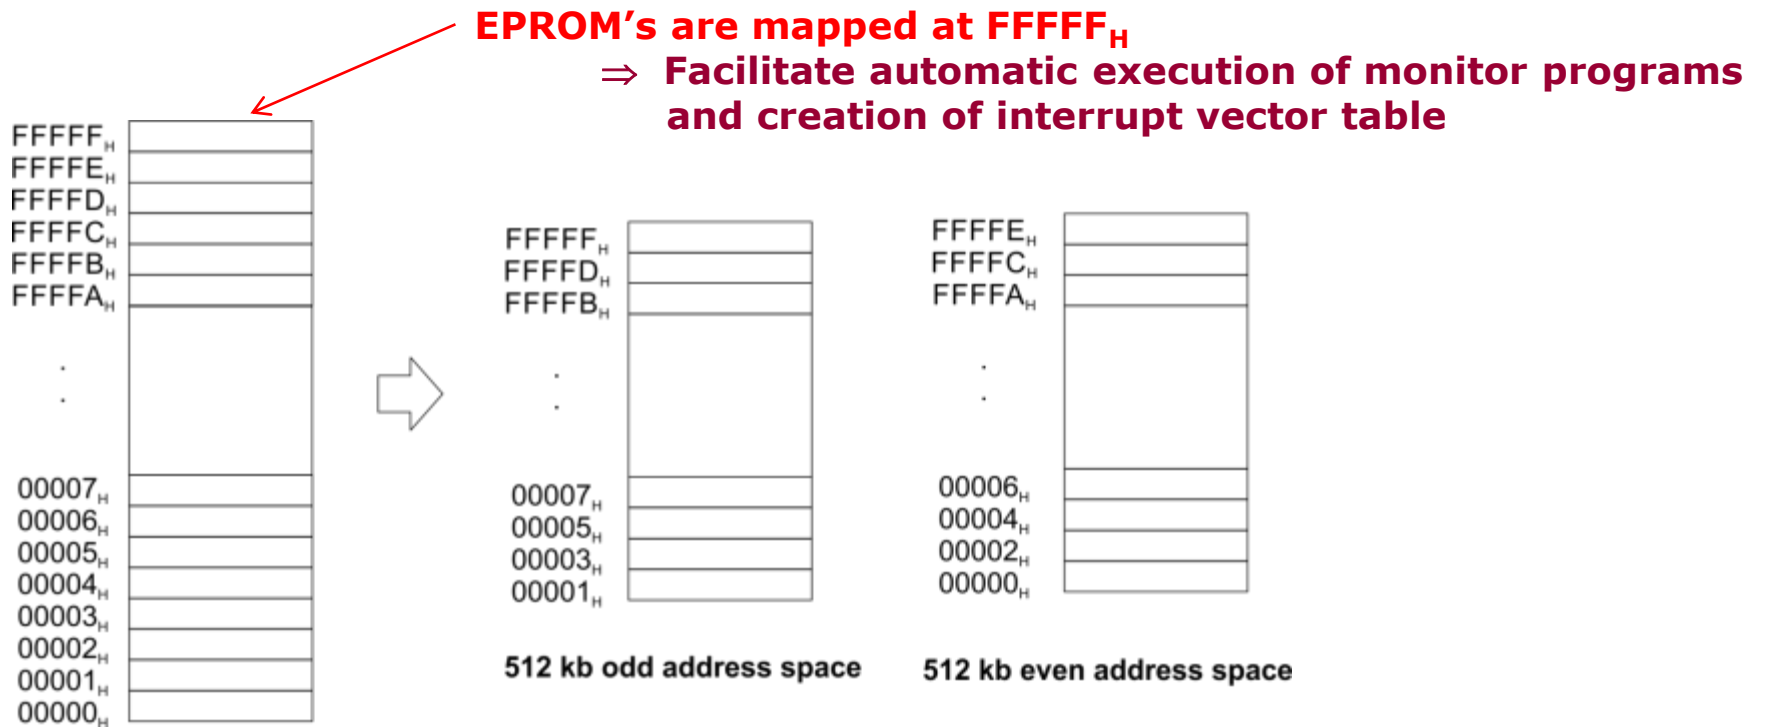 EPROM’s are mapped at FFFFFH
⇒ Facilitate automatic execution of monitor programs
and creation of interrupt vector table
FFFFFH
FFFFEH
FFFFDH
FFFFCH
FFFFBH
FFFFAH
.
.
00007H
00006H
00005H
00004H
00003H
00002H
00001H
00000H
FFFFFH
FFFFDH
FFFFBH
.
.
00007H
00005H
00003H
00001H
512 kb odd address space
FFFFEH
FFFFCH
FFFFAH
.
.
00006H
00004H
00002H
00000H
512 kb even address space